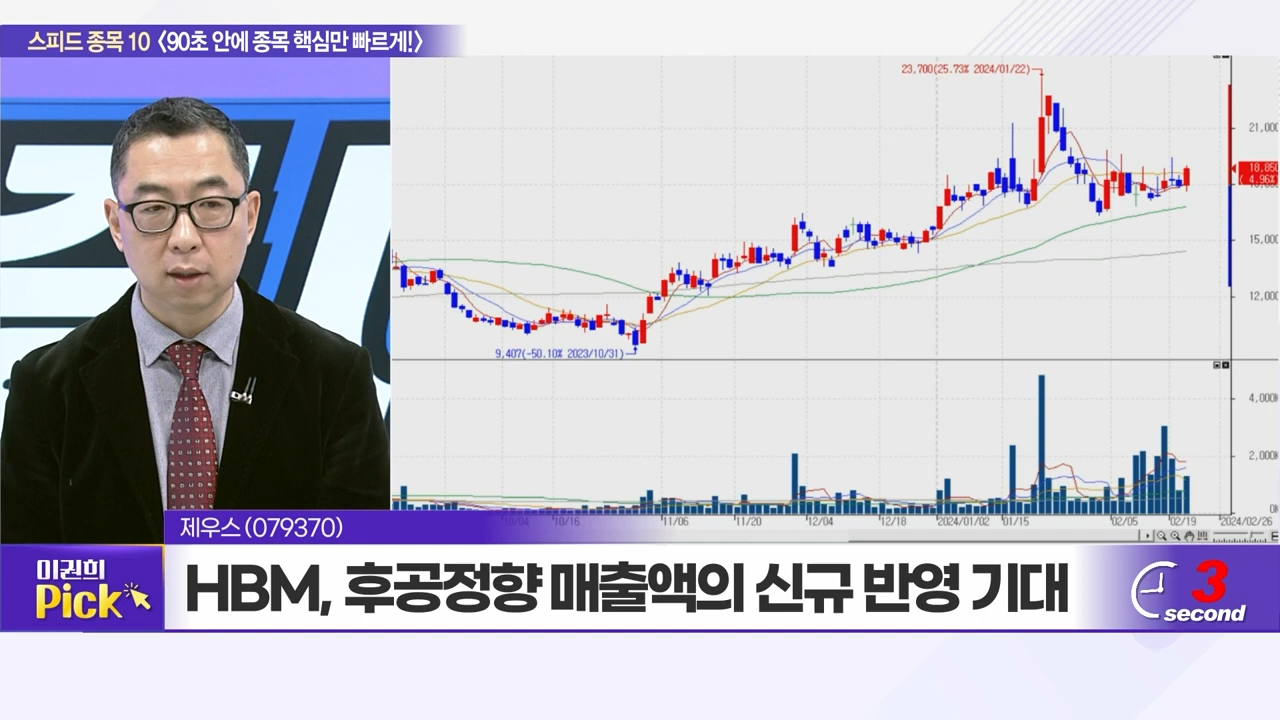 스피드 종목 10 〈90초 안에 종목 핵심만 빠르게!〉
23,700(25.73% 2024/01/22)
21,000
18,850
( 4.96%
15,000
12,000
9,407(-50.10% 2023/10/31)
4,000K
2,000K
0K
10/04
10/16
11/06
11/20
12/04
12/18
2024/01/02
01/15
02/05
02/19
2024/02/26
제우스(079370)
이권희
Pick
HBM, 후공정향 매출액의 신규 반영 기대
3
second